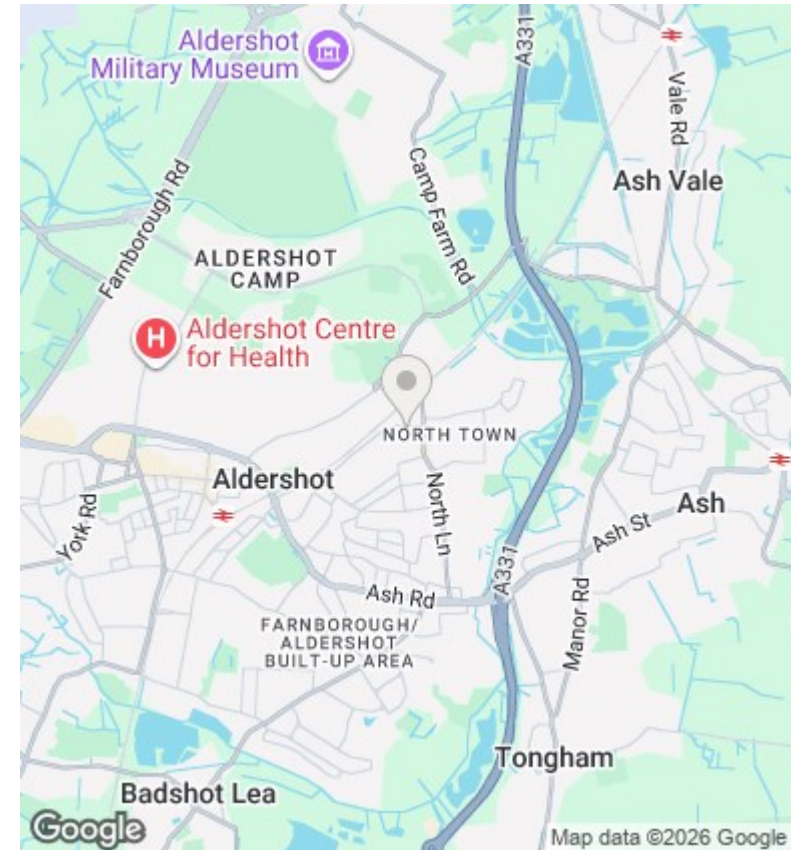 Aldershot
Military Museum
A331
Vale Rd
Ash Vale
Camp Farm Rd
Farnborough Rd
ALDERSHOT
CAMP
H
Aldershot Centre
for Health
NORTH TOWN
Aldershot
North Ln
York Rd
Ash
Ash St
A331
Ash Rd
Manor Rd
FARNBOROUGH/
ALDERSHOT
BUILT-UP AREA
Tongham
Badshot Lea
Google
Map data ©2026 Google